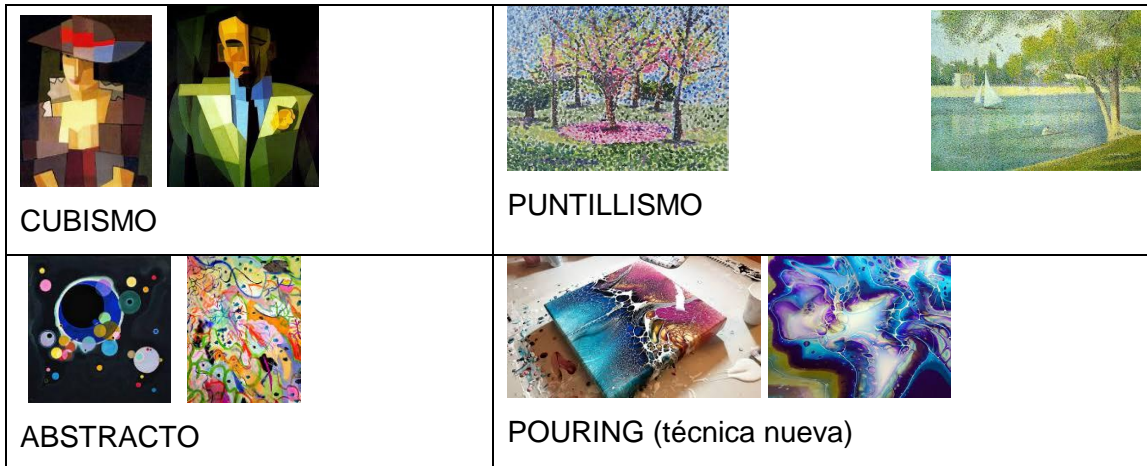 CUBISMO
PUNTILLISMO
ABSTRACTO
POURING (técnica nueva)